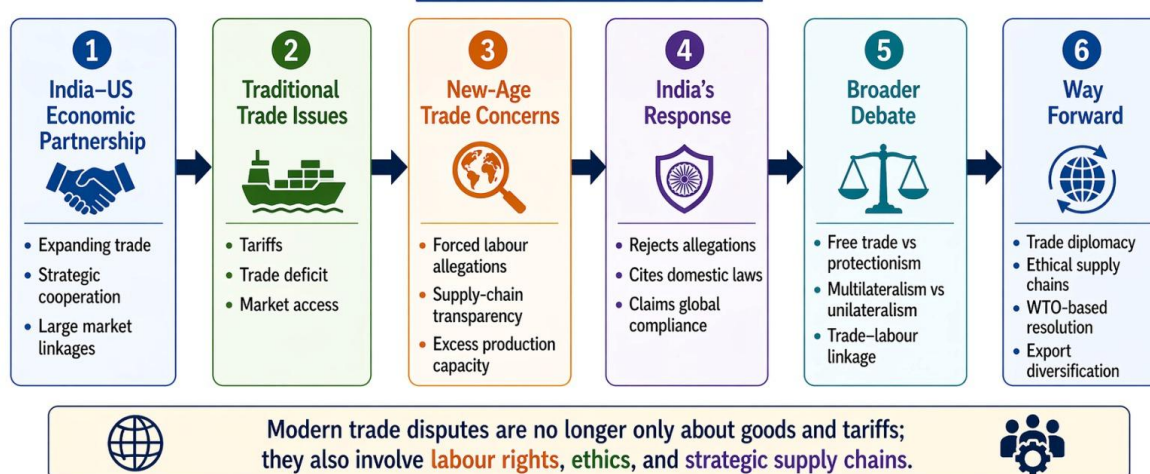 1
India–US
Economic
Partnership
• Expanding trade
• Strategic
cooperation
• Large market
linkages
2
Traditional
Trade Issues
• Tariffs
• Trade deficit
• Market access
3
New-Age
Trade Concerns
• Forced labour
allegations
• Supply-chain
transparency
• Excess production
capacity
4
India's
Response
• Rejects allegations
• Cites domestic laws
• Claims global
compliance
5
Broader
Debate
• Free trade vs
protectionism
• Multilateralism vs
unilateralism
• Trade–labour
linkage
6
Way
Forward
• Trade diplomacy
• Ethical supply
chains
• WTO-based
resolution
• Export
diversification
Modern trade disputes are no longer only about goods and tariffs;
they also involve labour rights, ethics, and strategic supply chains.